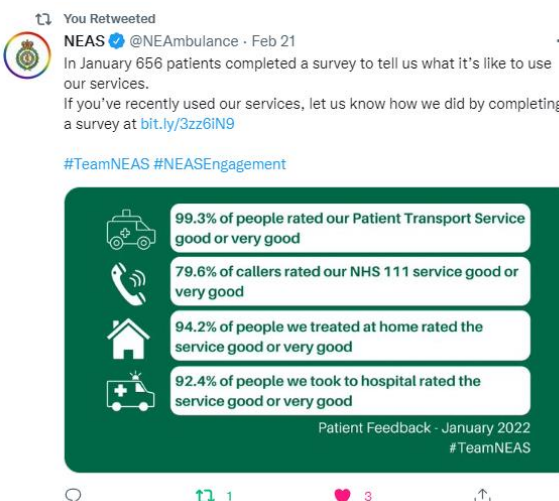 You Retweeted
NEAS @NEAmbulance · Feb 21
In January 656 patients completed a survey to tell us what it's like to use
our services.
If you've recently used our services, let us know how we did by completing
a survey at bit.ly/3zz6iN9
#TeamNEAS #NEASEngagement
99.3% of people rated our Patient Transport Service
good or very good
79.6% of callers rated our NHS 111 service good or
very good
94.2% of people we treated at home rated the
service good or very good
92.4% of people we took to hospital rated the
service good or very good
Patient Feedback - January 2022
#TeamNEAS
1 3